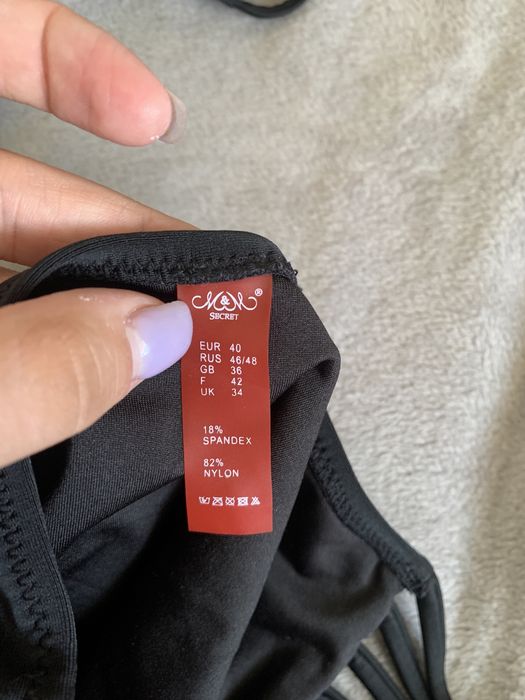 M&M ®
SECRET
EUR 40
RUS 46/48
GB 36
F 42
UK 34
18%
SPANDEX
82%
NYLON